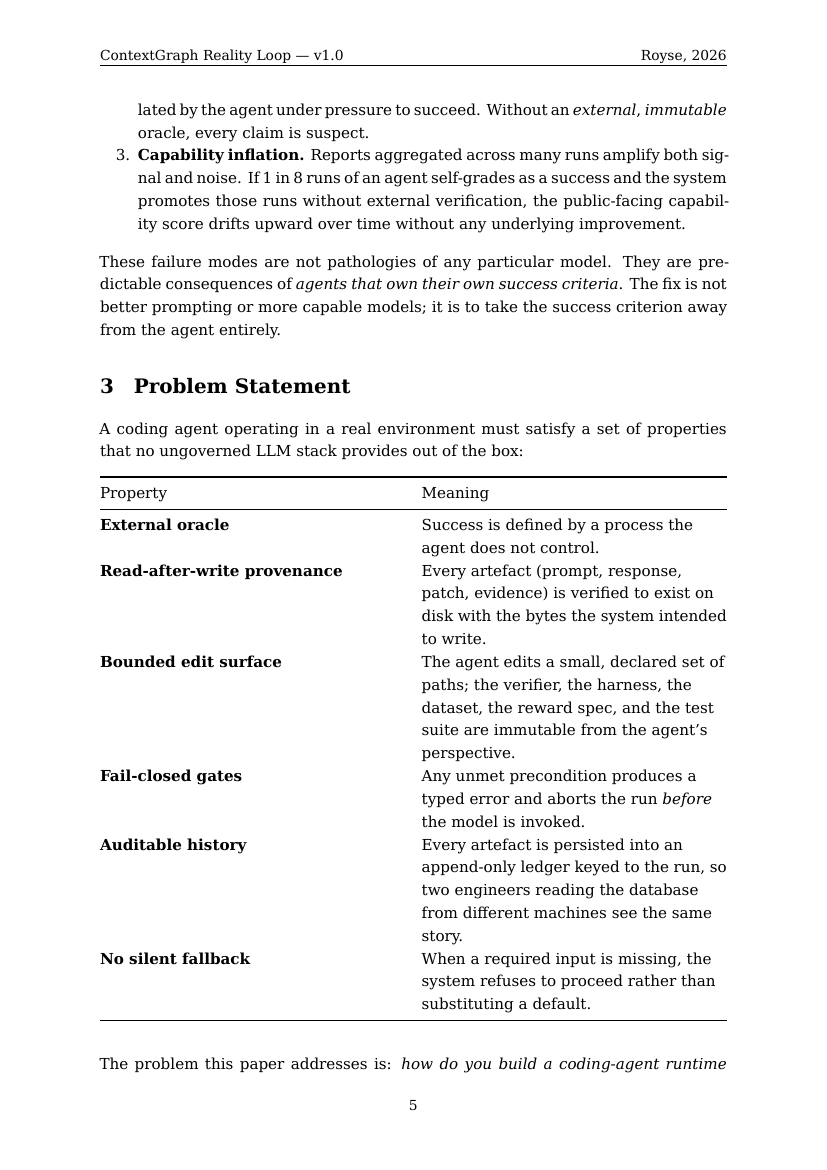 ContextGraph Reality Loop — v1.0 Royse, 2026
lated by the agent under pressure to succeed. Without an external, immutable
oracle, every claim is suspect.
3. Capability inflation. Reports aggregated across many runs amplify both sig-
nal and noise. If 1 in 8 runs of an agent self-grades as a success and the system
promotes those runs without external verification, the public-facing capabil-
ity score drifts upward over time without any underlying improvement.
These failure modes are not pathologies of any particular model. They are pre-
dictable consequences of agents that own their own success criteria. The fix is not
better prompting or more capable models; it is to take the success criterion away
from the agent entirely.
3 Problem Statement
A coding agent operating in a real environment must satisfy a set of properties
that no ungoverned LLM stack provides out of the box:
Property Meaning
External oracle Success is defined by a process the
agent does not control.
Read-after-write provenance Every artefact (prompt, response,
patch, evidence) is verified to exist on
disk with the bytes the system intended
to write.
Bounded edit surface The agent edits a small, declared set of
paths; the verifier, the harness, the
dataset, the reward spec, and the test
suite are immutable from the agent’s
perspective.
Fail-closed gates Any unmet precondition produces a
typed error and aborts the run before
the model is invoked.
Auditable history Every artefact is persisted into an
append-only ledger keyed to the run, so
two engineers reading the database
from different machines see the same
story.
No silent fallback When a required input is missing, the
system refuses to proceed rather than
substituting a default.
The problem this paper addresses is: how do you build a coding-agent runtime
5